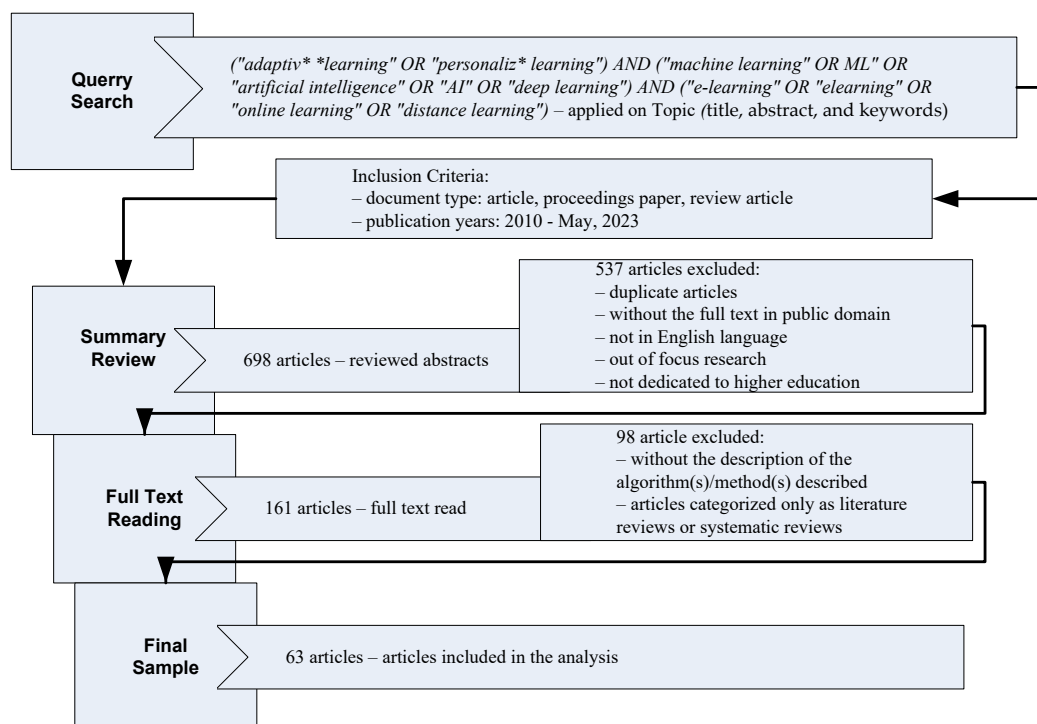 Querry
Search
("adaptiv* *learning" OR "personaliz* learning") AND ("machine learning" OR ML" OR
"artificial intelligence" OR "AI" OR "deep learning") AND ("e-learning" OR "elearning" OR
"online learning" OR "distance learning") – applied on Topic (title, abstract, and keywords)
Inclusion Criteria:
– document type: article, proceedings paper, review article
– publication years: 2010 - May, 2023
Summary
Review
698 articles – reviewed abstracts
537 articles excluded:
– duplicate articles
– without the full text in public domain
– not in English language
– out of focus research
– not dedicated to higher education
Full Text
Reading
161 articles – full text read
98 article excluded:
– without the description of the
algorithm(s)/method(s) described
– articles categorized only as literature
reviews or systematic reviews
Final
Sample
63 articles – articles included in the analysis